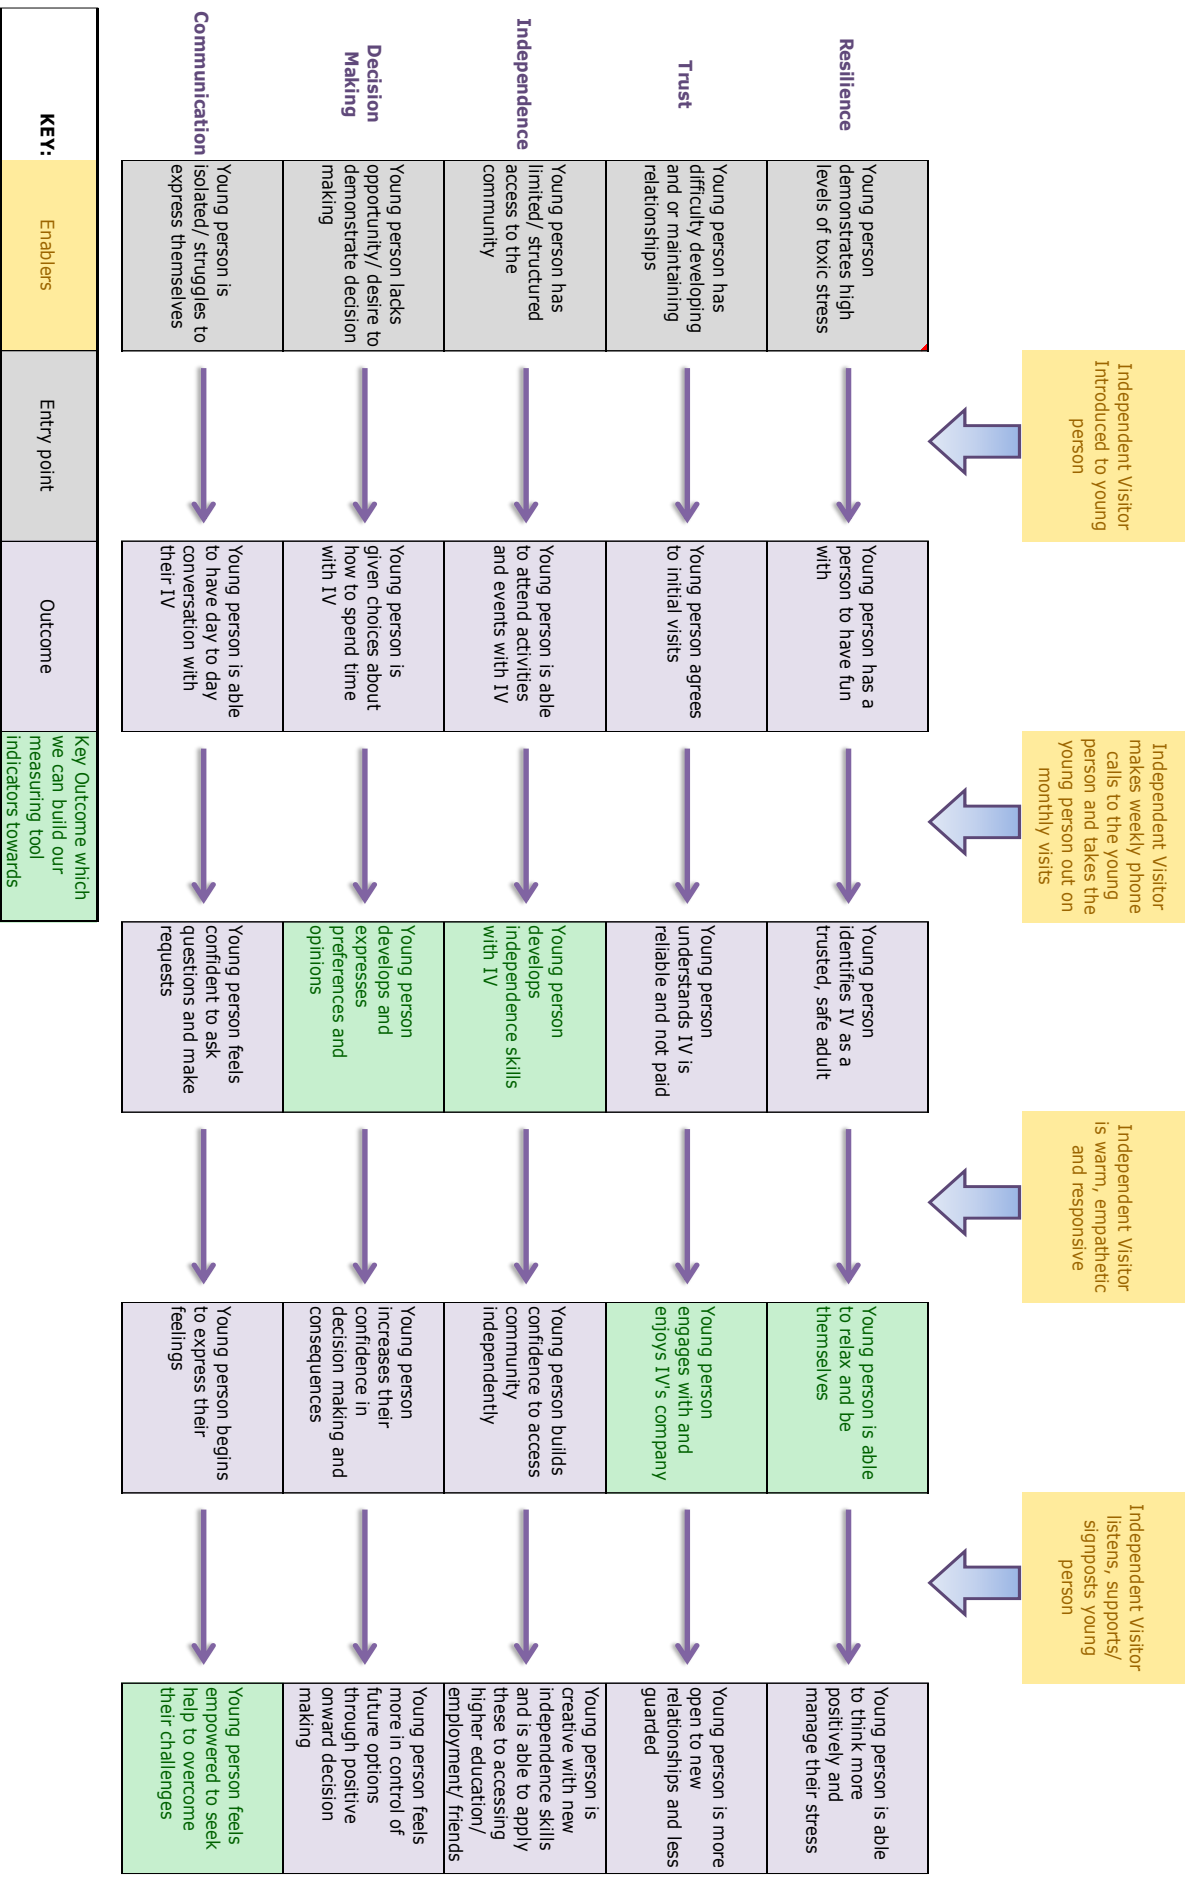 Independent Visitor
Introduced to young
person
Independent Visitor
makes weekly phone
calls to the young
person and takes the
young person out on
monthly visits
Independent Visitor
is warm, empathetic
and responsive
Independent Visitor
listens, supports/
signposts young
person
Resilience
Young person
demonstrates high
levels of toxic stress
Young person has a
person to have fun
with
Young person
identifies IV as a
trusted, safe adult
Young person is able
to relax and be
themselves
Young person is able
to think more
positively and
manage their stress
Trust
Young person has
difficulty developing
and or maintaining
relationships
Young person agrees
to initial visits
Young person
understands IV is
reliable and not paid
Young person
engages with and
enjoys IV's company
Young person is more
open to new
relationships and less
guarded
Independence
Young person has
limited/ structured
access to the
community
Young person is able
to attend activities
and events with IV
Young person
develops
independence skills
with IV
Young person builds
confidence to access
community
independently
Young person is
creative with new
independence skills
and is able to apply
these to accessing
higher education/
employment/ friends
Decision
Making
Young person lacks
opportunity/ desire to
demonstrate decision
making
Young person is
given choices about
how to spend time
with IV
Young person
develops and
expresses
preferences and
opinions
Young person
increases their
confidence in
decision making and
consequences
Young person feels
more in control of
future options
through positive
onward decision
making
Communication
Young person is
isolated/ struggles to
express themselves
Young person is able
to have day to day
conversation with
their IV
Young person feels
confident to ask
questions and make
requests
Young person begins
to express their
feelings
Young person feels
empowered to seek
help to overcome
their challenges
KEY:
Enablers
Entry point
Outcome
Key Outcome which
we can build our
measuring tool
indicators towards